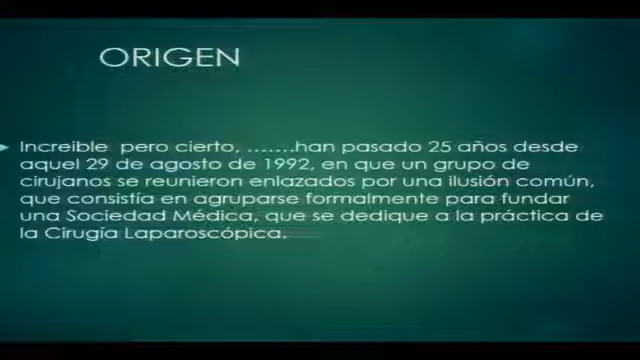 ORIGEN
Increible pero cierto, .......han pasado 25 años desde
aquel 29 de agosto de 1992, en que un grupo de
cirujanos se reunieron enlazados por una ilusión común,
que consistía en agruparse formalmente para fundar
una Sociedad Médica, que se dedique a la práctica de
la Cirugía Laparoscópica.